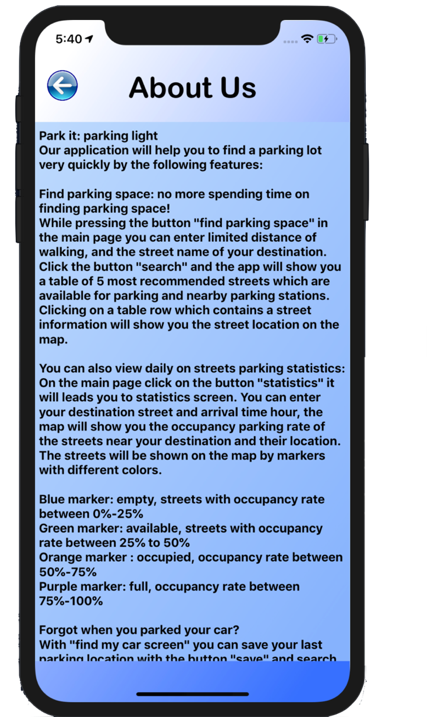 5:40
About Us
Park it: parking light
Our application will help you to find a parking lot
very quickly by the following features:
Find parking space: no more spending time on
finding parking space!
While pressing the button "find parking space" in
the main page you can enter limited distance of
walking, and the street name of your destination.
Click the button "search" and the app will show you
a table of 5 most recommended streets which are
available for parking and nearby parking stations.
Clicking on a table row which contains a street
information will show you the street location on the
map.
You can also view daily on streets parking statistics:
On the main page click on the button "statistics" it
will leads you to statistics screen. You can enter
your destination street and arrival time hour, the
map will show you the occupancy parking rate of
the streets near your destination and their location.
The streets will be shown on the map by markers
with different colors.
Blue marker: empty, streets with occupancy rate
between 0%-25%
Green marker: available, streets with occupancy
rate between 25% to 50%
Orange marker : occupied, occupancy rate between
50%-75%
Purple marker: full, occupancy rate between
75%-100%
Forgot when you parked your car?
With "find my car screen" you can save your last
parking location with the button "save" and search